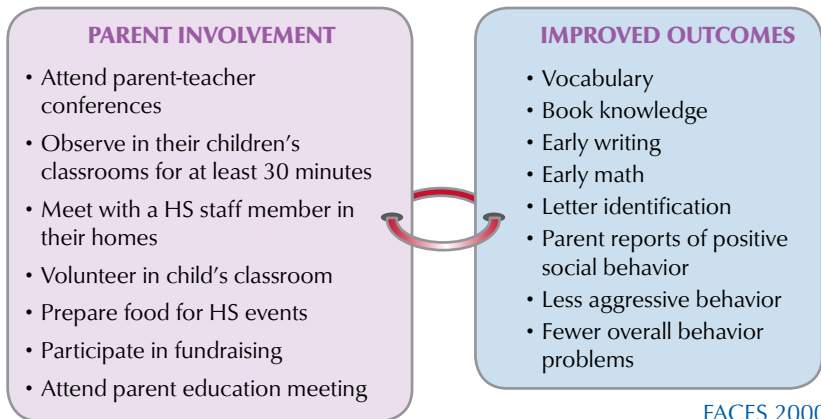 PARENT INVOLVEMENT
• Attend parent-teacher
conferences
• Observe in their children's
classrooms for at least 30 minutes
• Meet with a HS staff member in
their homes
• Volunteer in child's classroom
• Prepare food for HS events
• Participate in fundraising
• Attend parent education meeting
IMPROVED OUTCOMES
• Vocabulary
• Book knowledge
• Early writing
• Early math
• Letter identification
• Parent reports of positive
social behavior
• Less aggressive behavior
• Fewer overall behavior
problems
FACES 2000